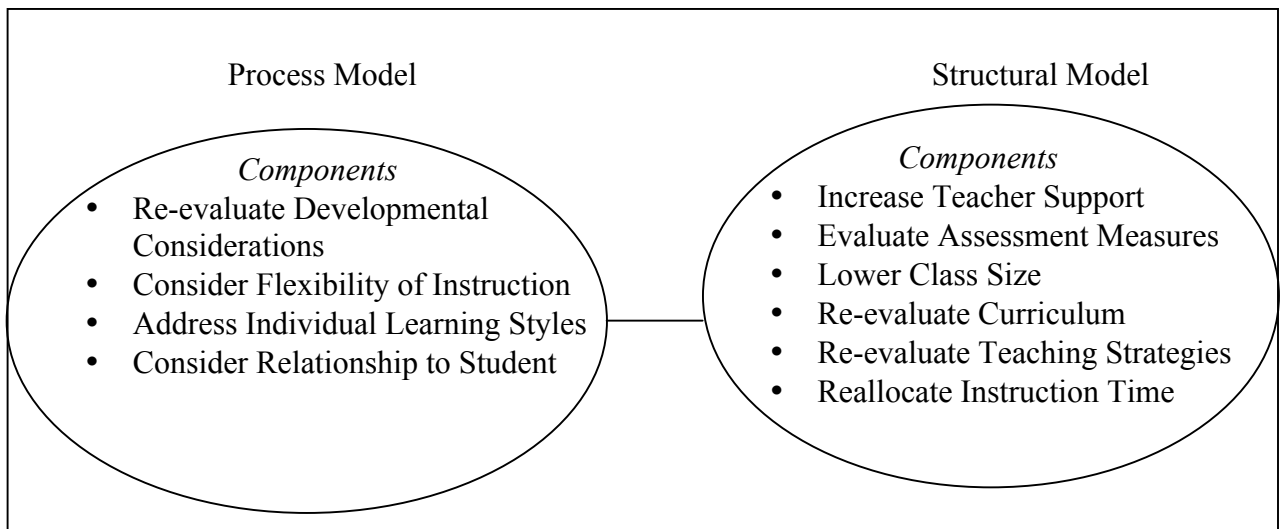 Process Model
Components
• Re-evaluate Developmental
Considerations
• Consider Flexibility of Instruction
• Address Individual Learning Styles
• Consider Relationship to Student
Structural Model
Components
• Increase Teacher Support
• Evaluate Assessment Measures
• Lower Class Size
• Re-evaluate Curriculum
• Re-evaluate Teaching Strategies
• Reallocate Instruction Time